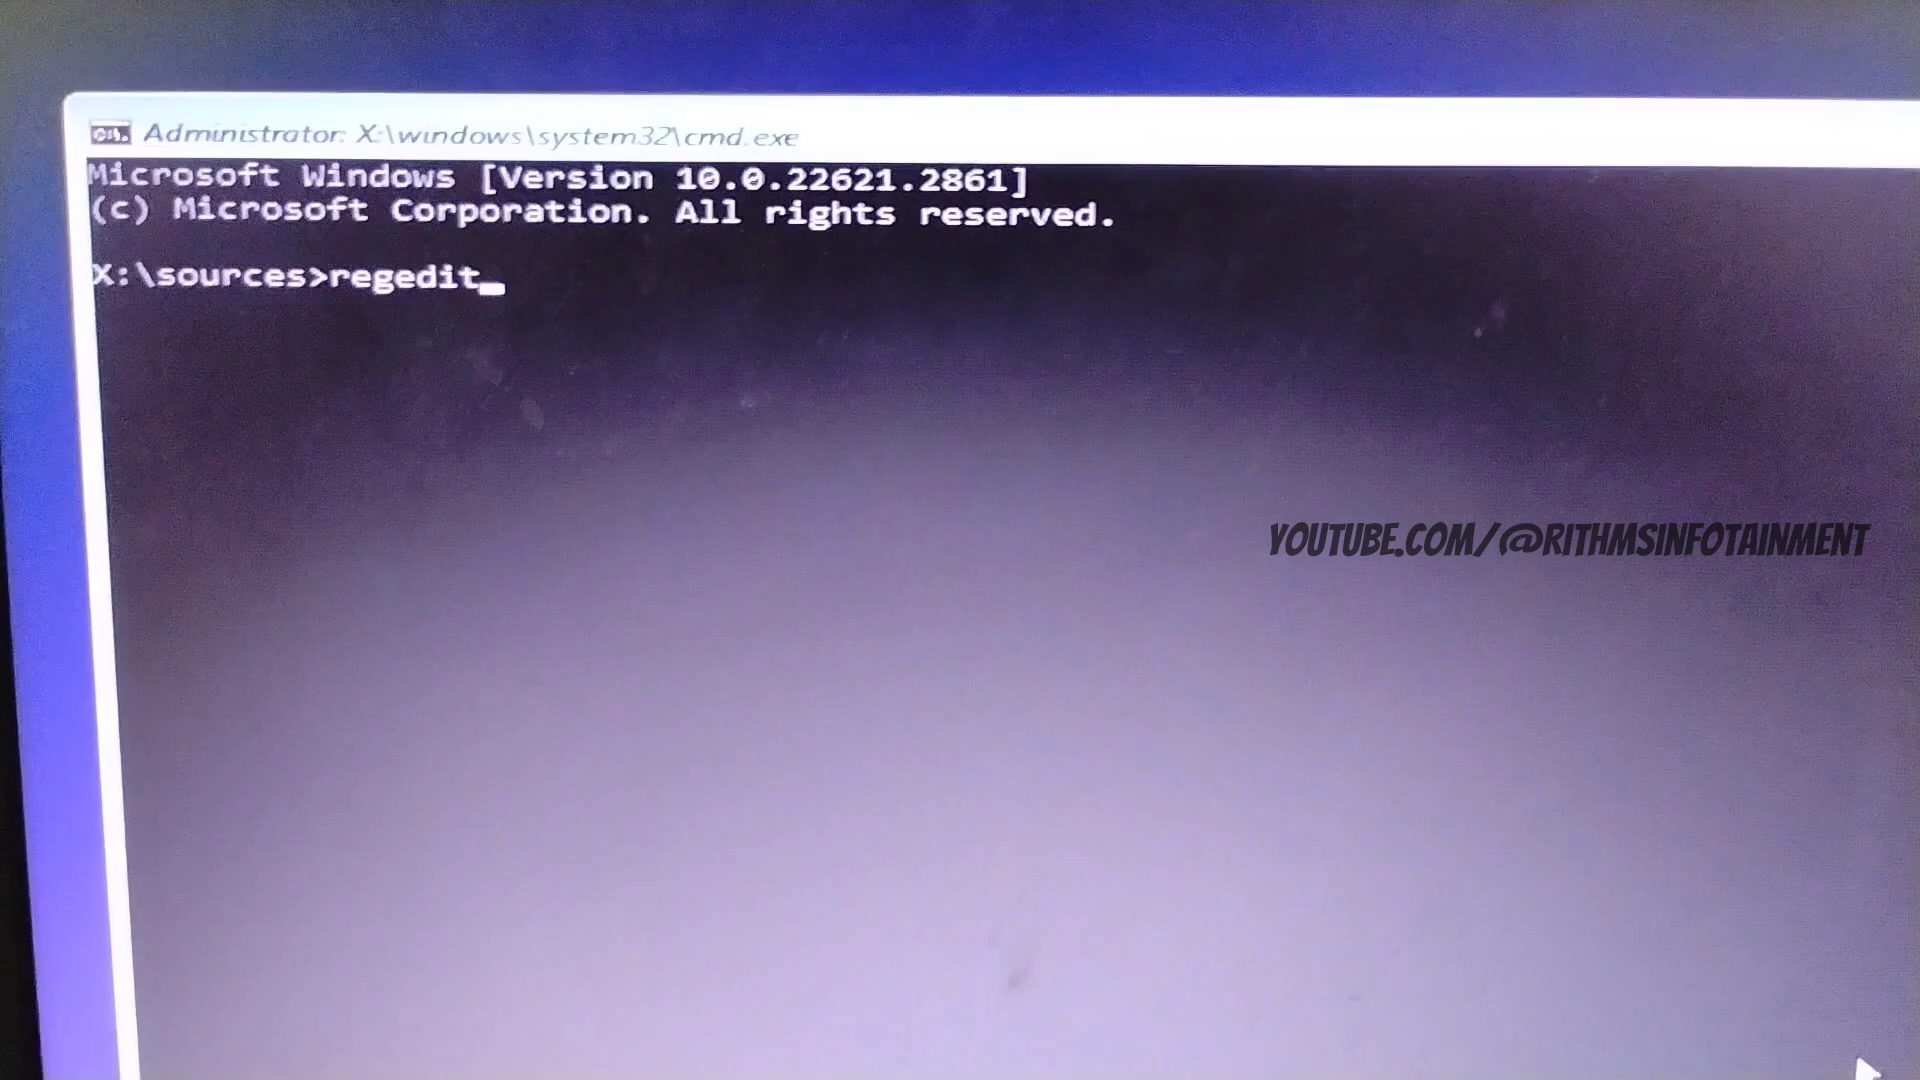 Administrator: X:\windows\system32\cmd.exe
Microsoft Windows [Version 10.0.22621.2861]
(c) Microsoft Corporation. All rights reserved.
X:\sources>regedit
YOUTUBE.COM/@RITHMSINFOTAINMENT